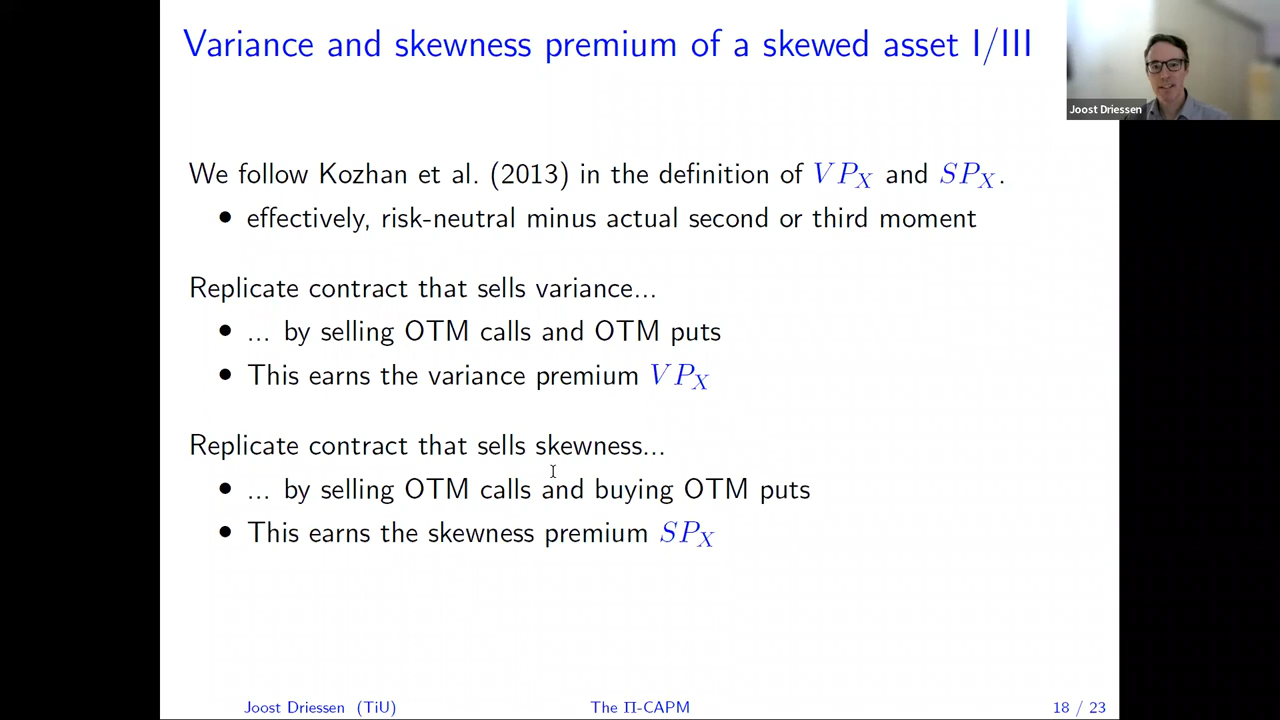 Variance and skewness premium of a skewed asset I/III
Joost Driessen
We follow Kozhan et al. (2013) in the definition of VP_X and SP_X.
• effectively, risk-neutral minus actual second or third moment
Replicate contract that sells variance...
• ... by selling OTM calls and OTM puts
• This earns the variance premium VP_X
Replicate contract that sells skewness...
• ... by selling OTM calls and buying OTM puts
• This earns the skewness premium SP_X
Joost Driessen (TiU) The Π-CAPM 18 / 23